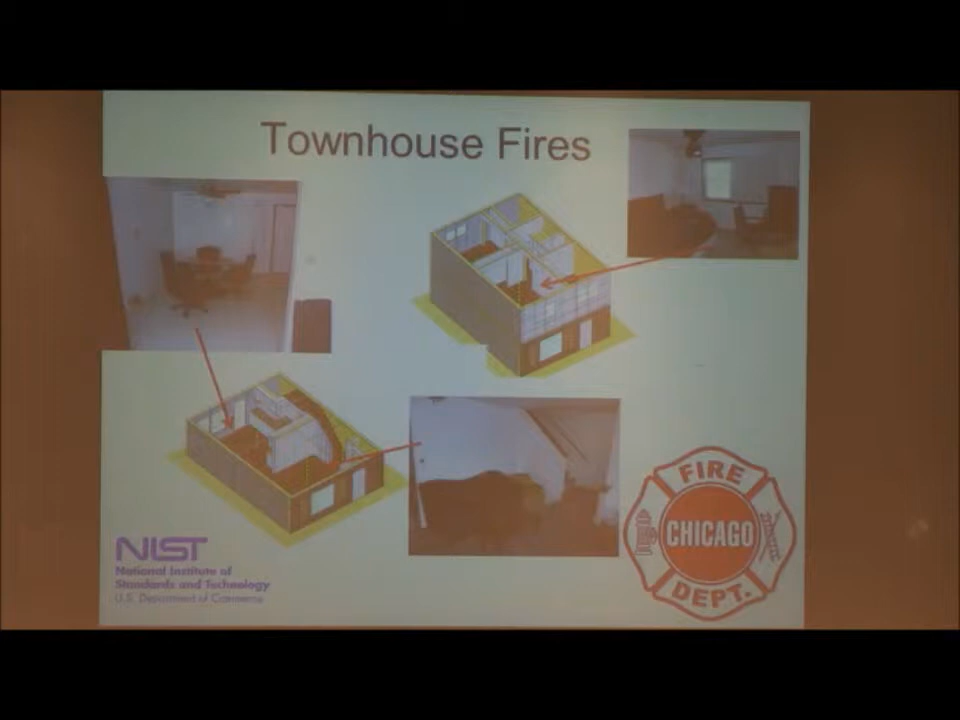 Townhouse Fires
NIST
National Institute of
Standards and Technology
U.S. Department of Commerce
FIRE
CHICAGO
DEPT.